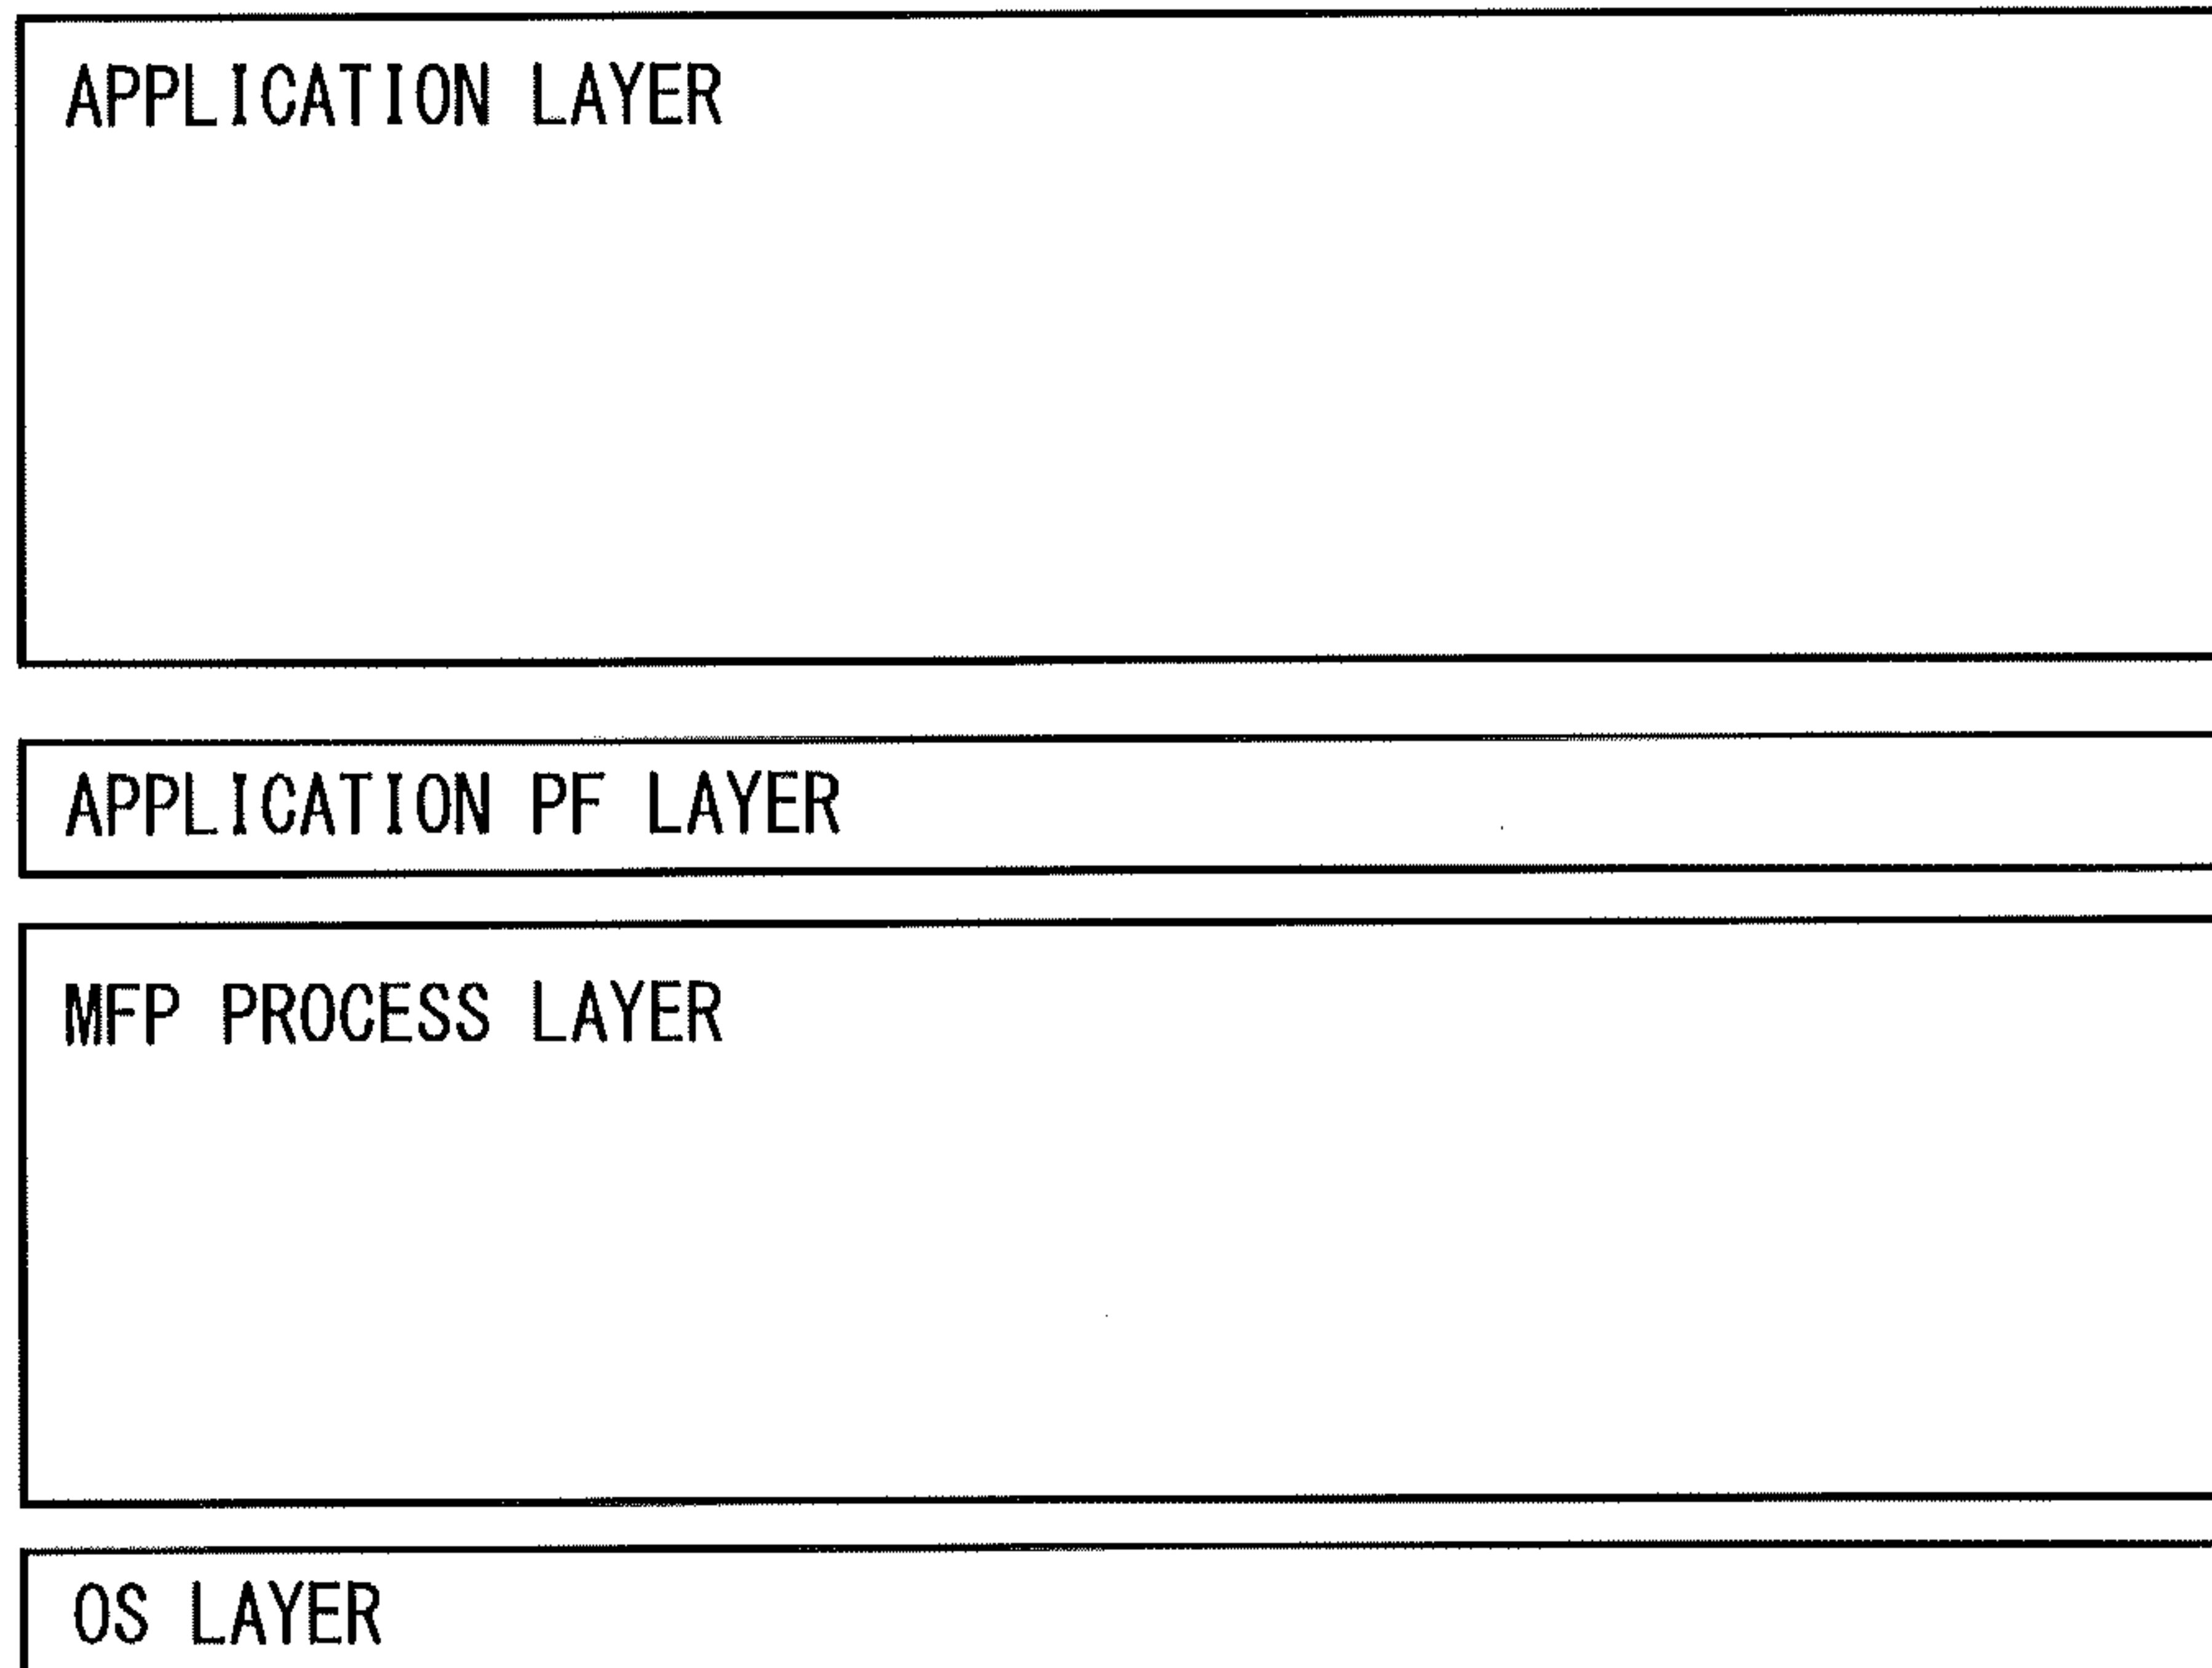 APPLICATION LAYER
APPLICATION PF LAYER
MFP PROCESS LAYER
OS LAYER